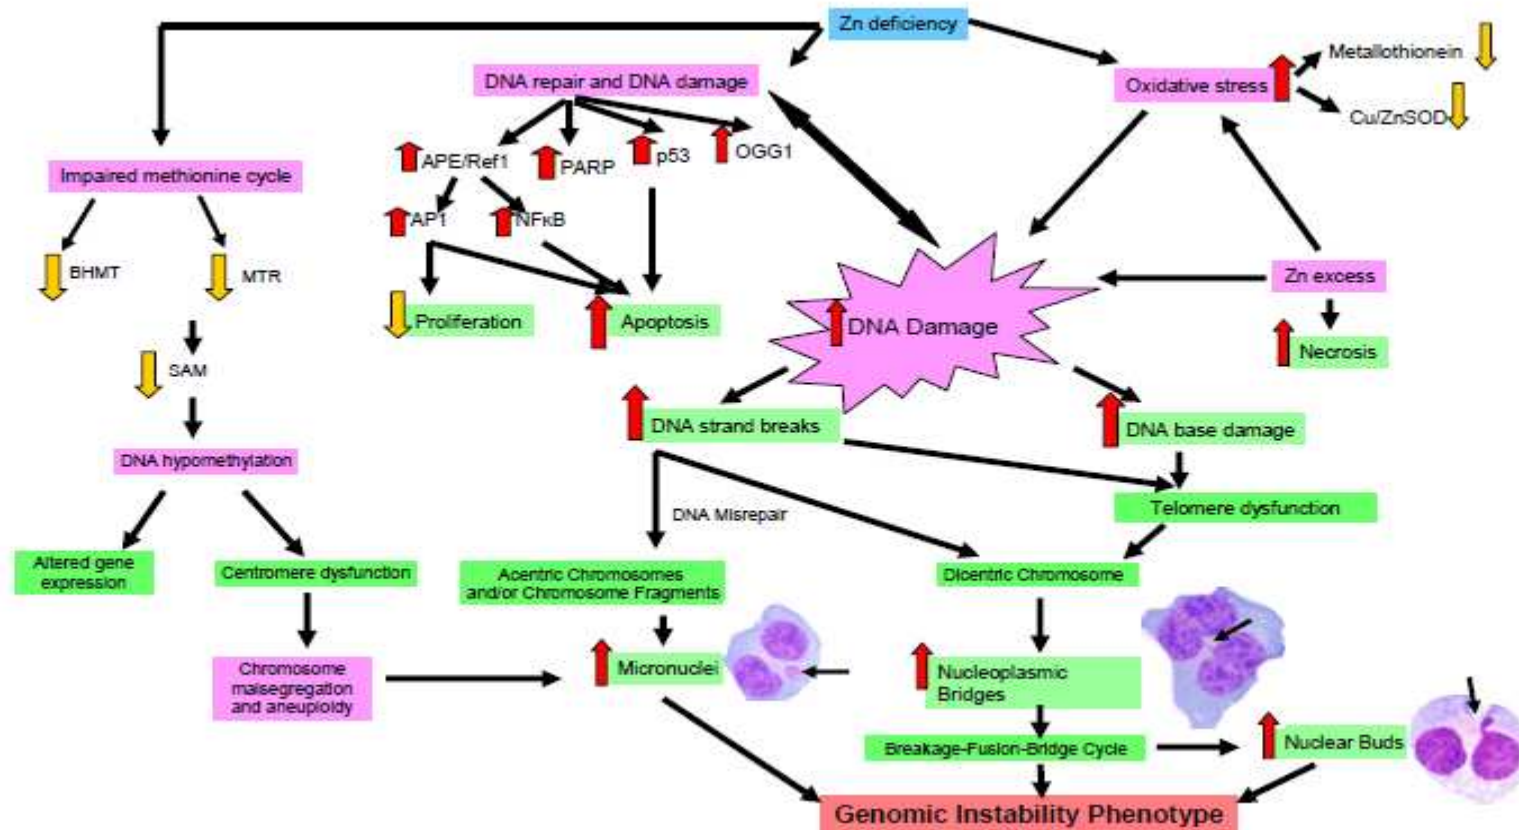 Zn deficiency
DNA repair and DNA damage
Oxidative stress
Metallothionein
Cu/ZnSOD
APE/Ref1
PARP
p53
OGG1
Impaired methionine cycle
AP1
NFκB
BHMT
MTR
Zn excess
Proliferation
Apoptosis
DNA Damage
Necrosis
SAM
DNA strand breaks
DNA base damage
DNA hypomethylation
DNA Misrepair
Telomere dysfunction
Altered gene
expression
Centromere dysfunction
Acentric Chromosomes
and/or Chromosome Fragments
Dicentric Chromosome
Chromosome
malsegregation
and aneuploidy
Micronuclei
Nucleoplasmic
Bridges
Breakage-Fusion-Bridge Cycle
Nuclear Buds
Genomic Instability Phenotype